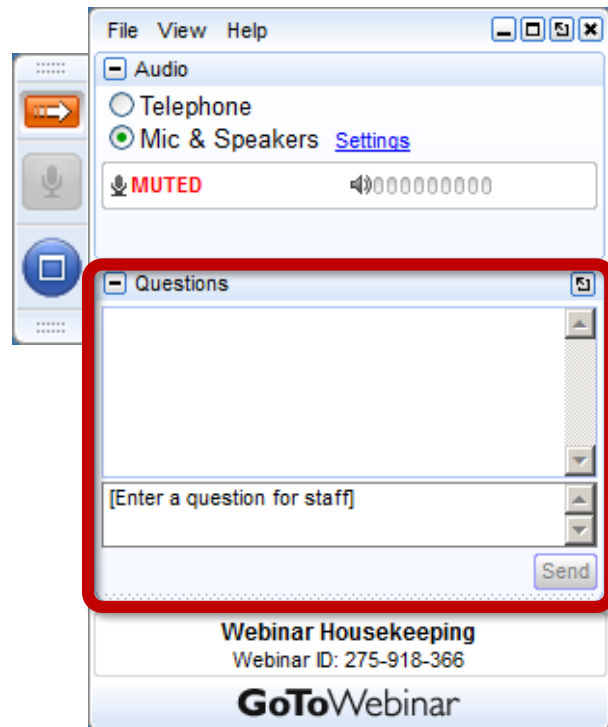 File View Help
Audio
Telephone
Mic & Speakers Settings
MUTED
Questions
[Enter a question for staff]
Send
Webinar Housekeeping
Webinar ID: 275-918-366
GoToWebinar